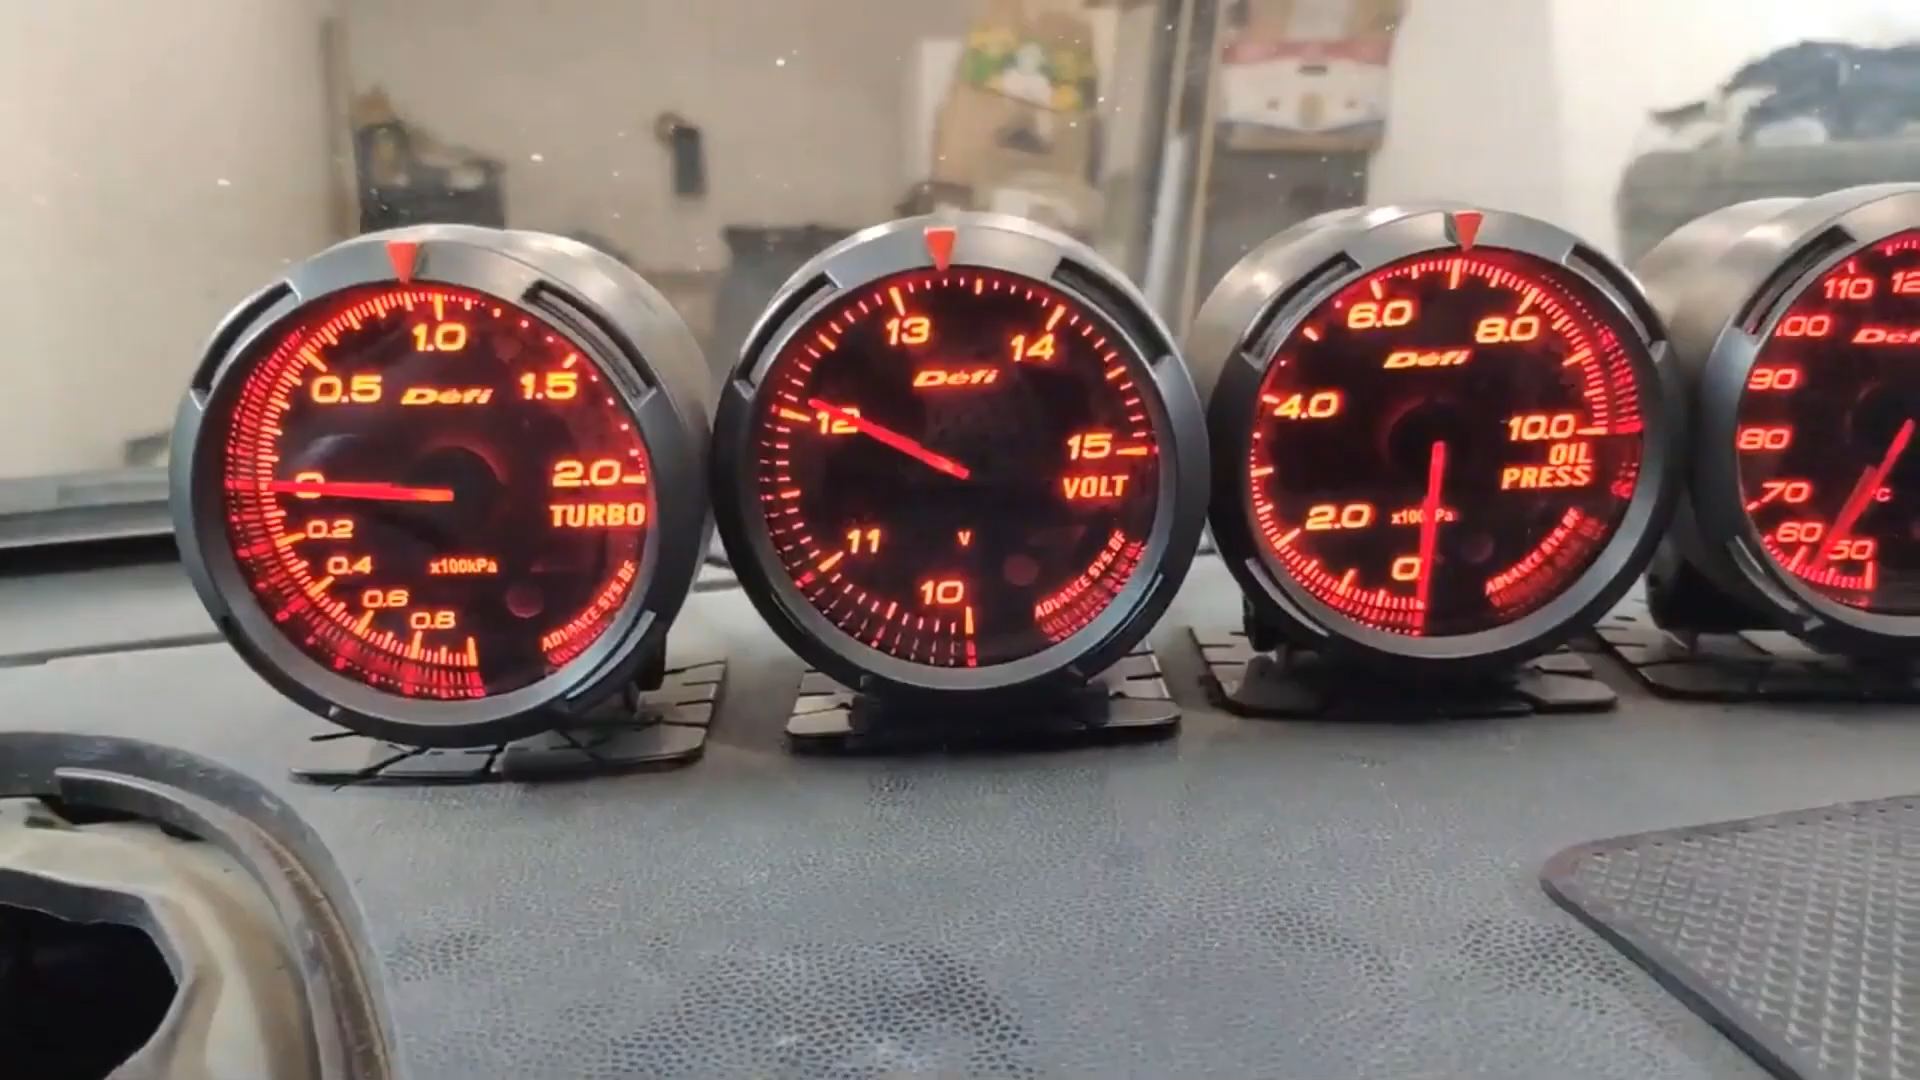 1.0
0.5
Defi
1.5
0
2.0
TURBO
0.2
0.4
x100kPa
0.6
0.8
ADVANCE SYS.BF
13
14
Defi
12
15
VOLT
11
V
10
ADVANCE SYS.BF
6.0
8.0
Defi
4.0
10.0
OIL
PRESS
2.0
0
ADVANCE SYS.BF
110
90
80
70
60
50